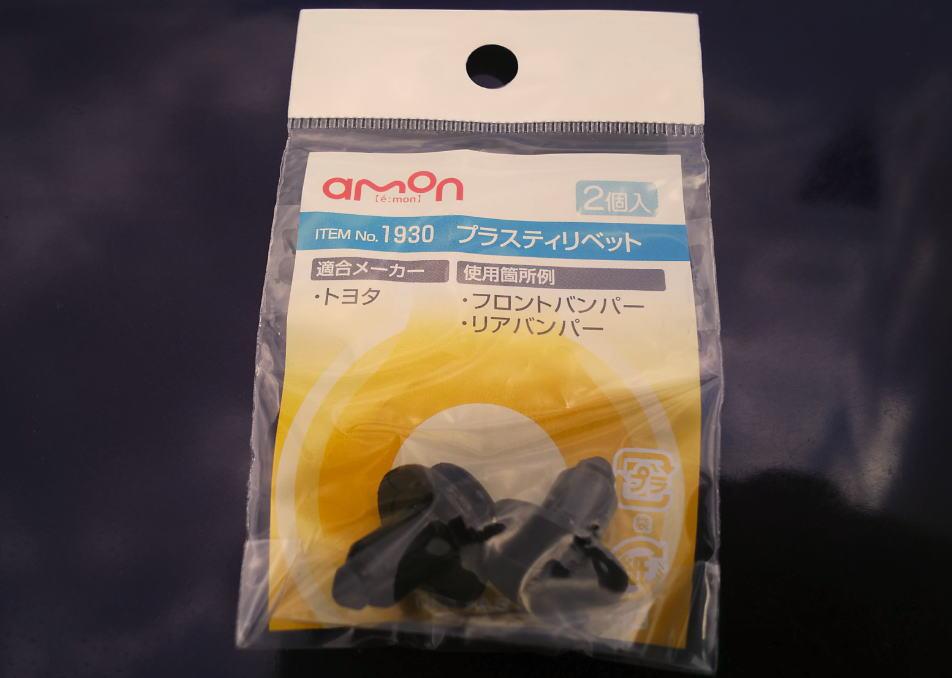 amon
[é:mon]
2個入
ITEM No.1930 プラスティリベット
適合メーカー
・トヨタ
使用箇所例
・フロントバンパー
・リアバンパー
プラ
袋
紙